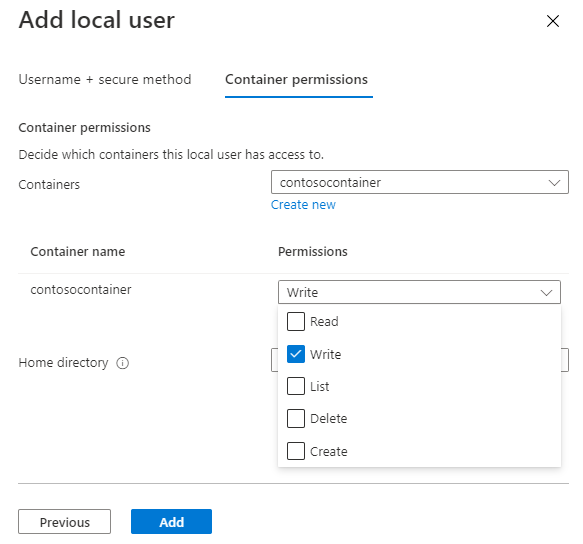 Add local user
Username + secure method Container permissions
Container permissions
Decide which containers this local user has access to.
Containers contosocontainer
Create new
Container name Permissions
contosocontainer Write
Read
Write
Home directory
List
Delete
Create
Previous Add